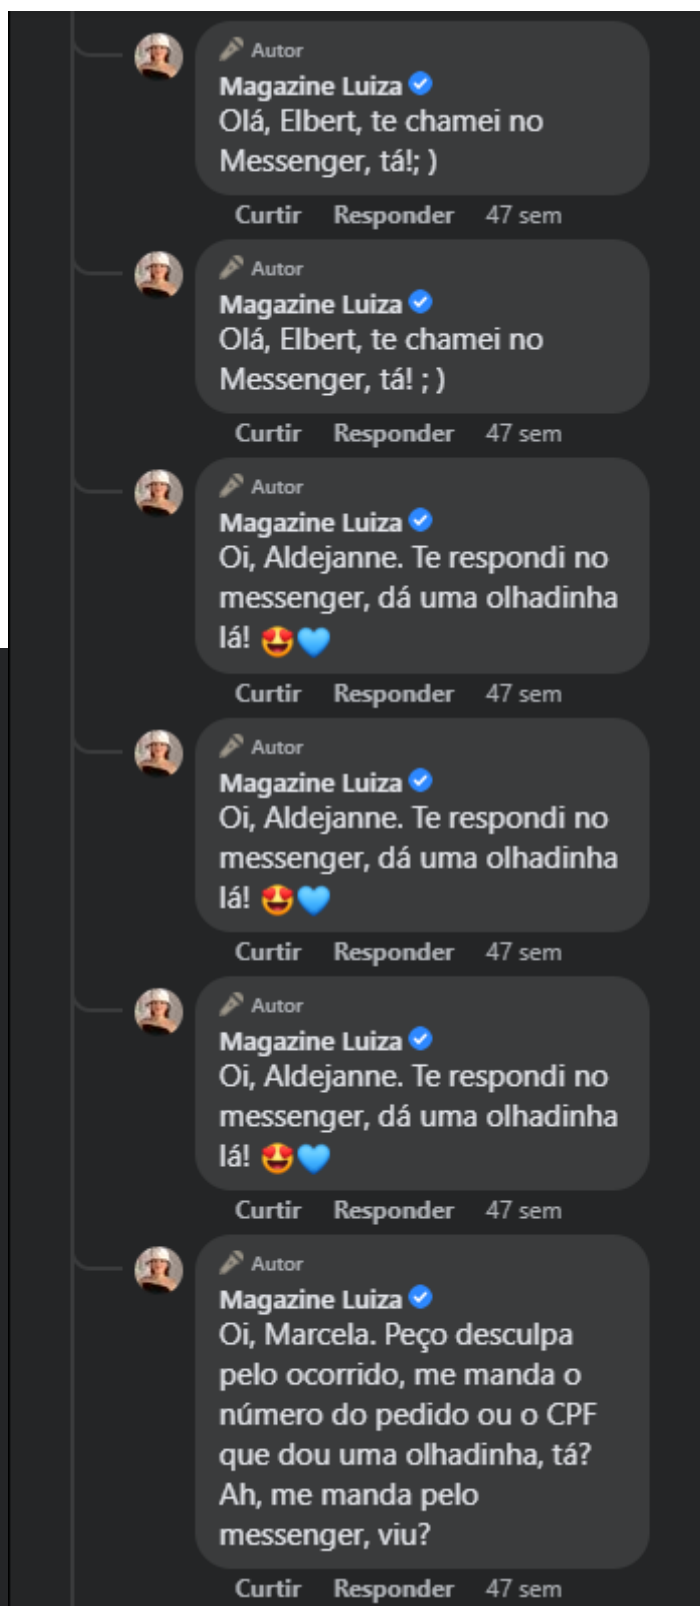 Autor
Magazine Luiza
Olá, Elbert, te chamei no
Messenger, tá!; )
Curtir Responder 47 sem
Autor
Magazine Luiza
Olá, Elbert, te chamei no
Messenger, tá! ; )
Curtir Responder 47 sem
Autor
Magazine Luiza
Oi, Aldejanne. Te respondi no
messenger, dá uma olhadinha
lá! 😍💙
Curtir Responder 47 sem
Autor
Magazine Luiza
Oi, Aldejanne. Te respondi no
messenger, dá uma olhadinha
lá! 😍💙
Curtir Responder 47 sem
Autor
Magazine Luiza
Oi, Aldejanne. Te respondi no
messenger, dá uma olhadinha
lá! 😍💙
Curtir Responder 47 sem
Autor
Magazine Luiza
Oi, Marcela. Peço desculpa
pelo ocorrido, me manda o
número do pedido ou o CPF
que dou uma olhadinha, tá?
Ah, me manda pelo
messenger, viu?
Curtir Responder 47 sem